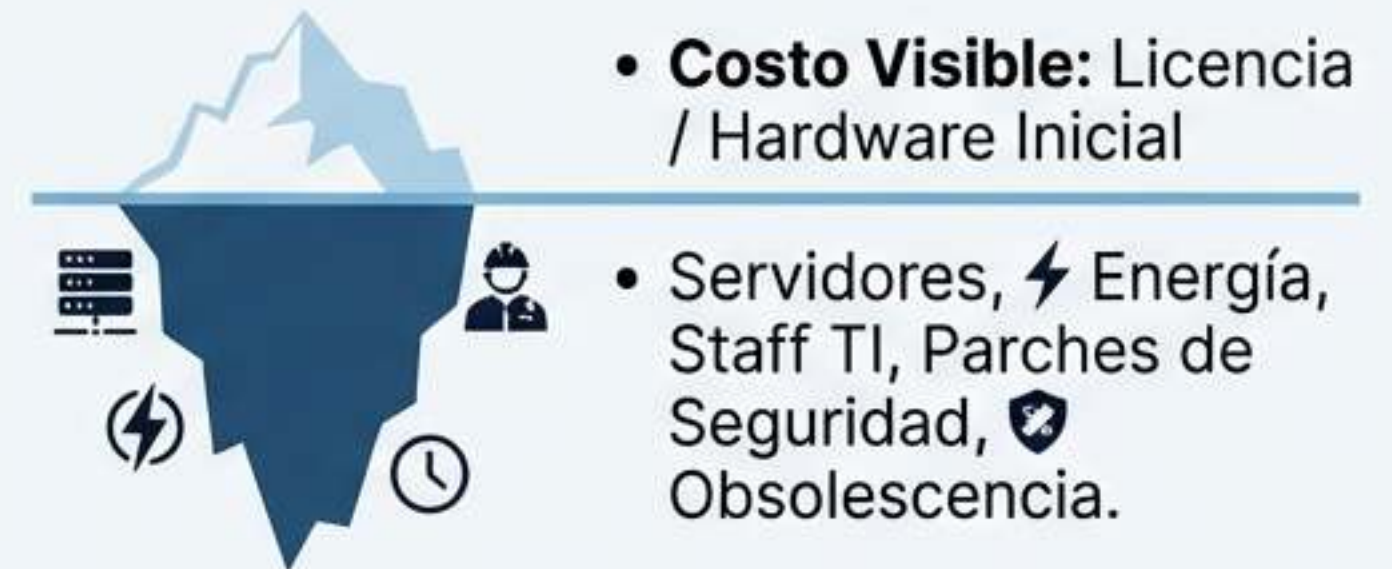 • Costo Visible: Licencia
/ Hardware Inicial
• Servidores, Energía,
Staff TI, Parches de
Seguridad,
Obsolescencia.